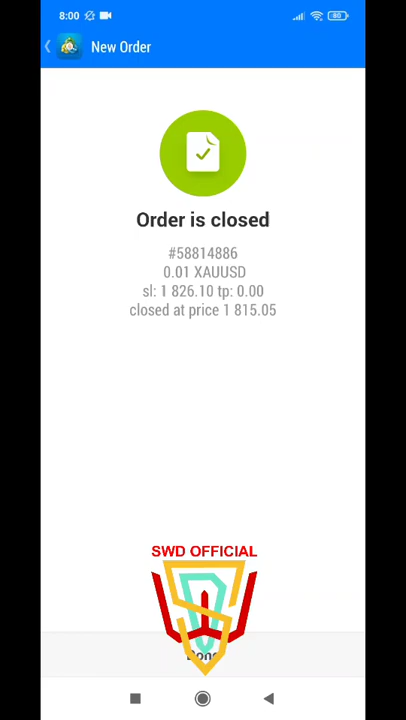 8:00
80
New Order
Order is closed
#58814886
0.01 XAUUSD
sl: 1 826.10 tp: 0.00
closed at price 1 815.05
SWD OFFICIAL